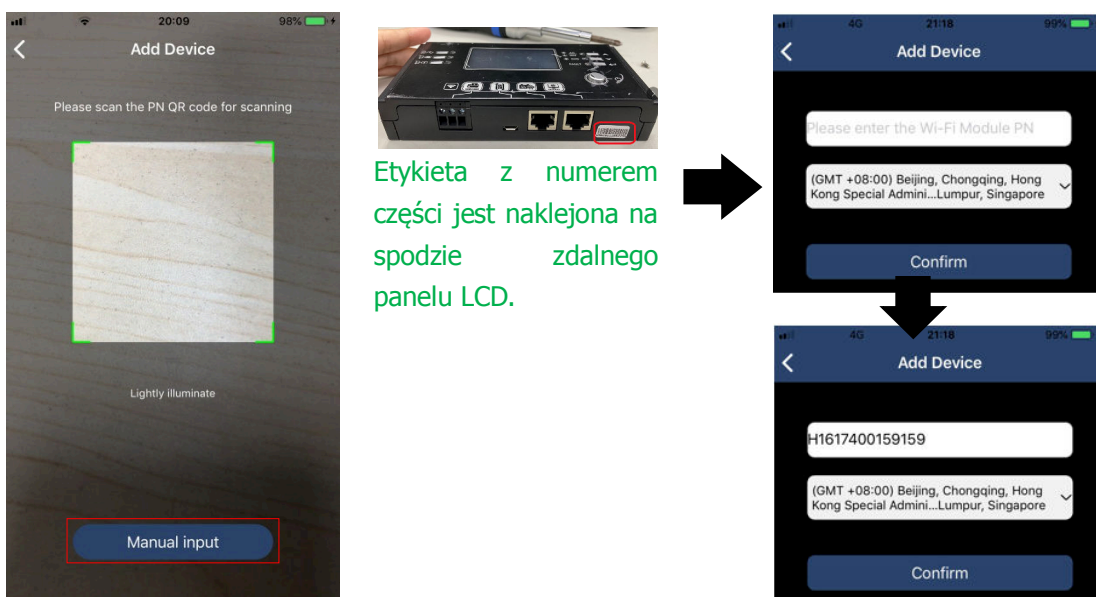 20:09
98%
Add Device
Please scan the PN QR code for scanning
Lightly illuminate
Manual input
Etykieta z numerem
części jest naklejona na
spodzie zdalnego
panelu LCD.
4G 21:18 99%
Add Device
Please enter the Wi-Fi Module PN
(GMT +08:00) Beijing, Chongqing, Hong
Kong Special Admini...Lumpur, Singapore
Confirm
4G 21:18 99%
Add Device
H1617400159159
(GMT +08:00) Beijing, Chongqing, Hong
Kong Special Admini...Lumpur, Singapore
Confirm